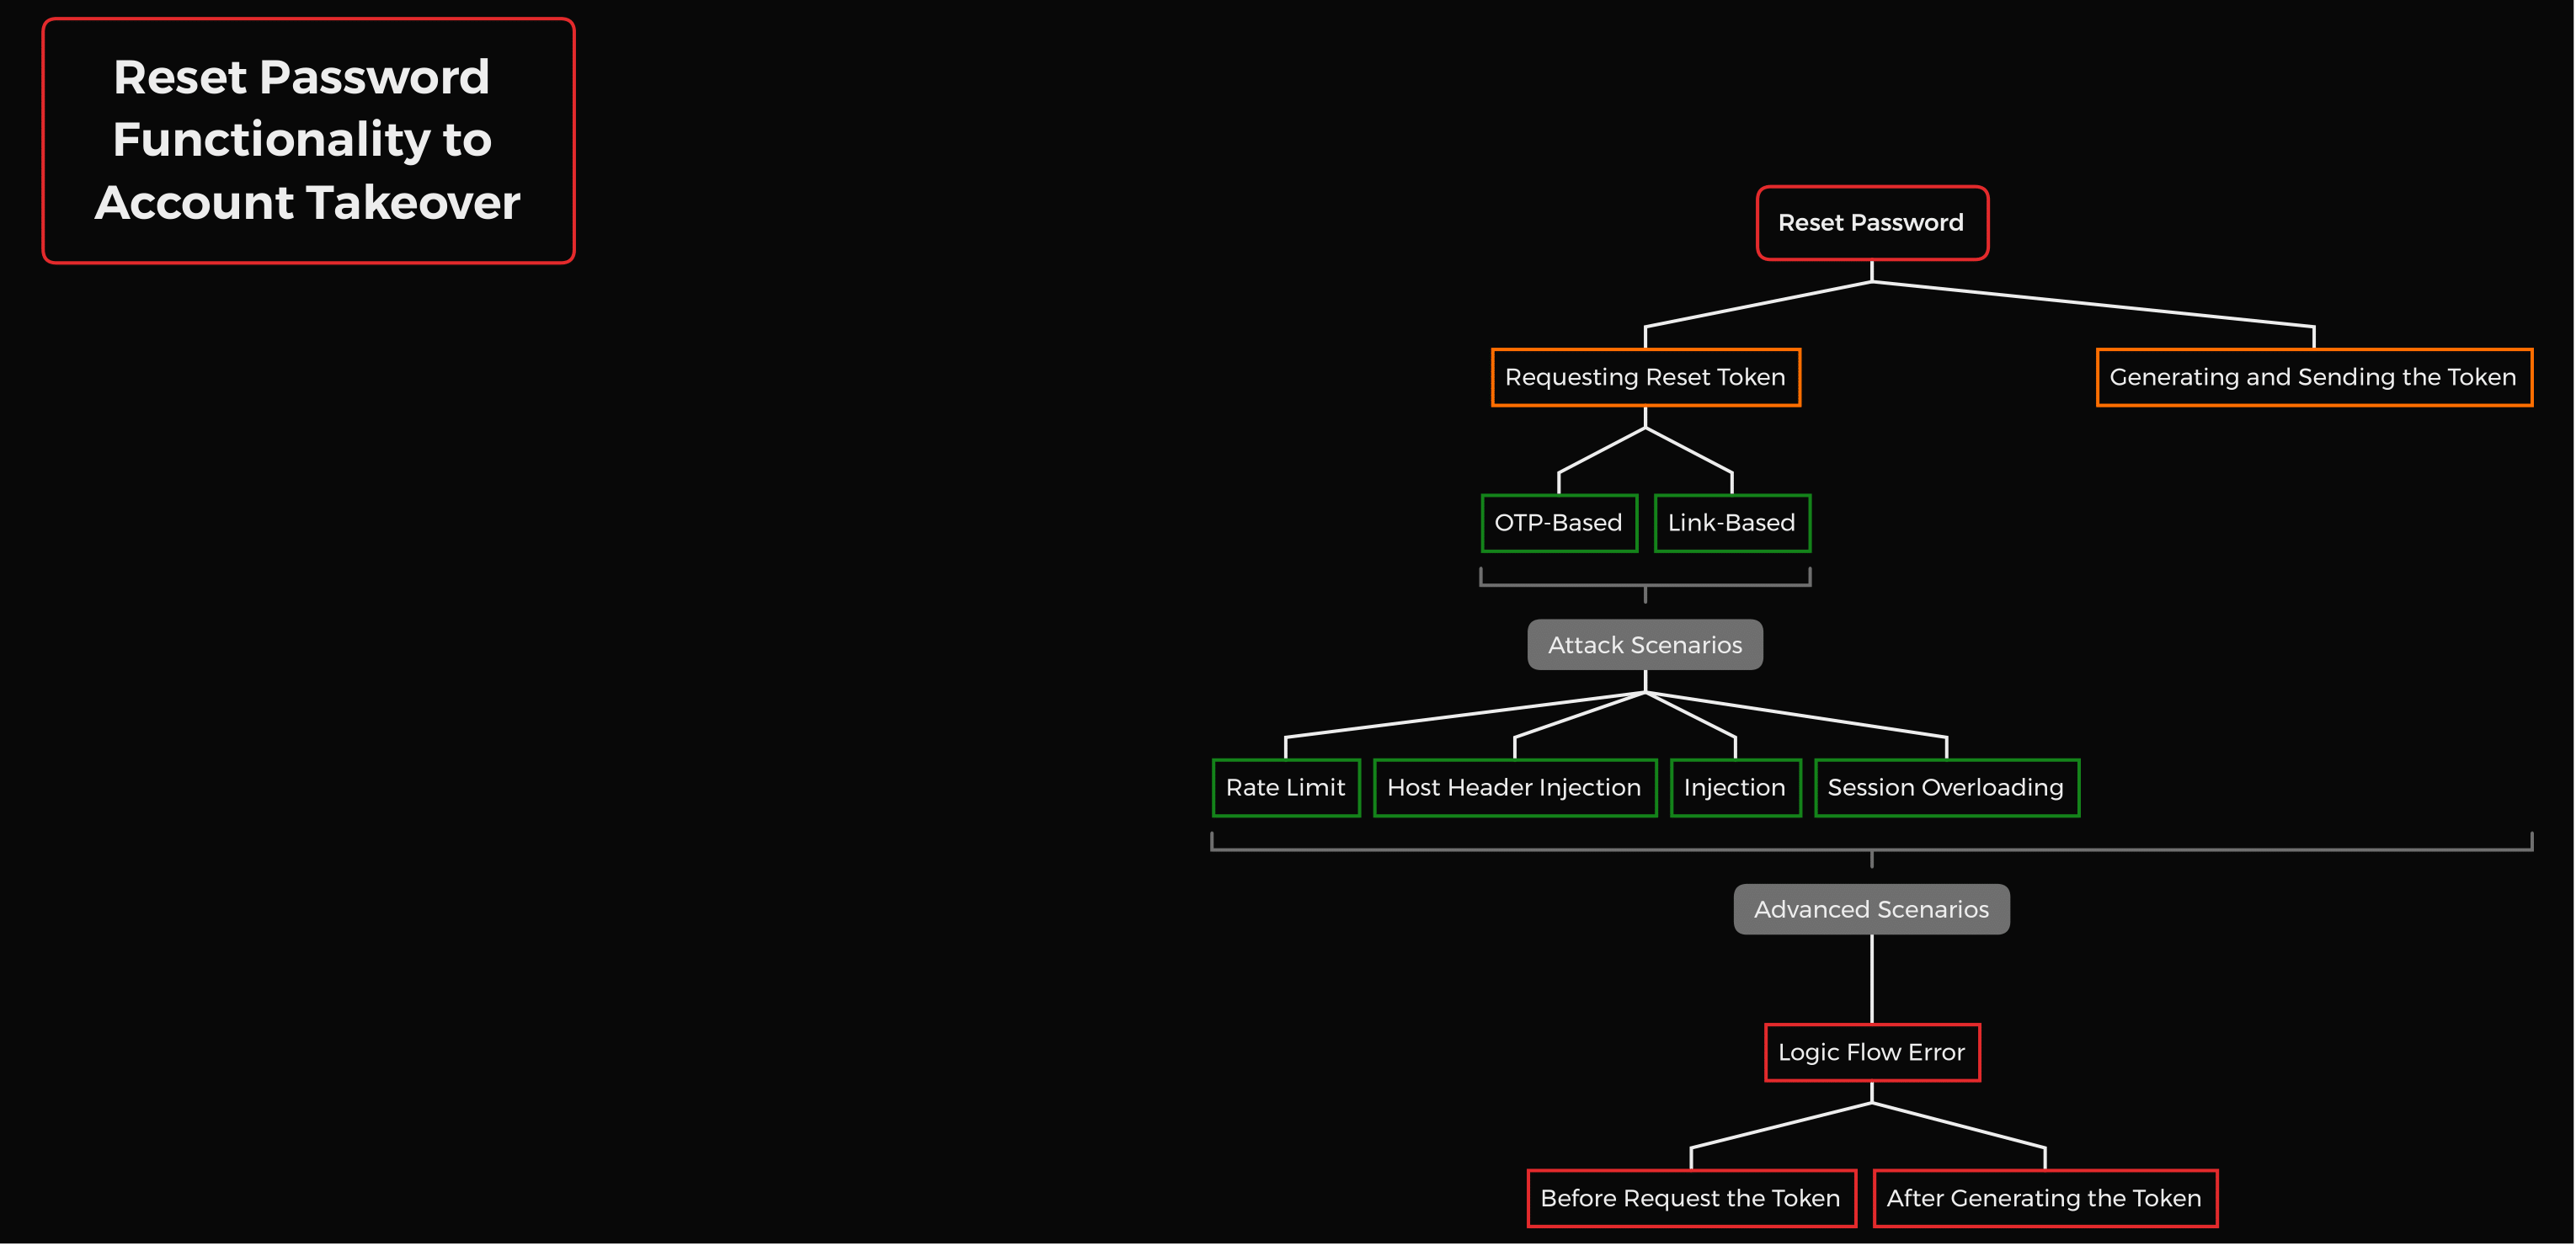 Reset Password
Functionality to
Account Takeover
Reset Password
Requesting Reset Token
Generating and Sending the Token
OTP-Based
Link-Based
Attack Scenarios
Rate Limit
Host Header Injection
Injection
Session Overloading
Advanced Scenarios
Logic Flow Error
Before Request the Token
After Generating the Token